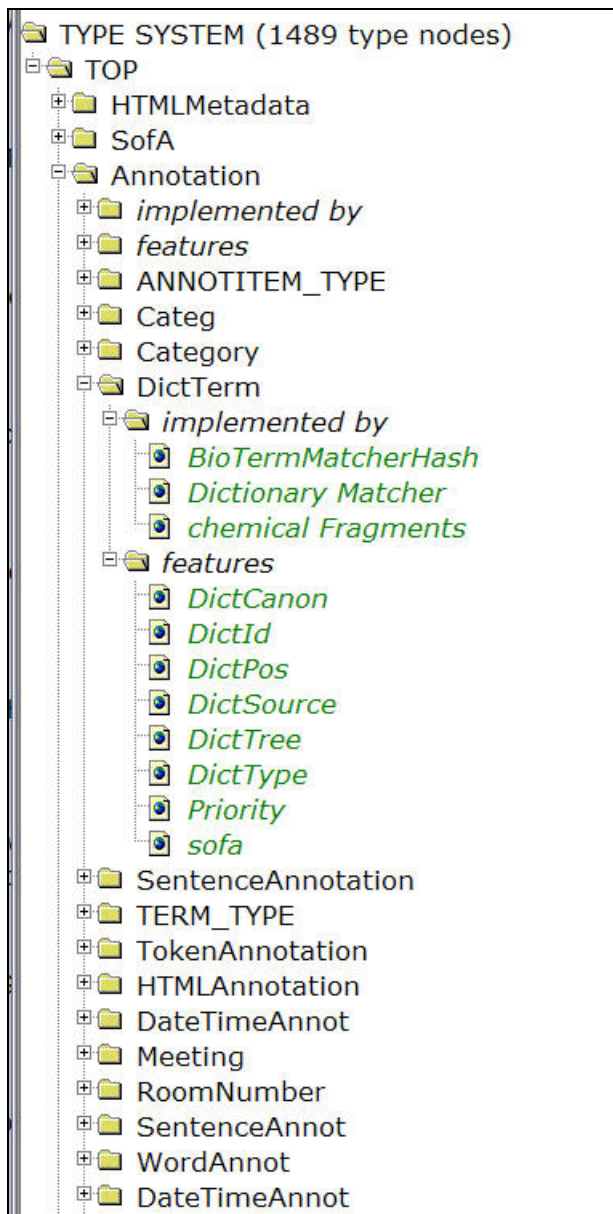 TYPE SYSTEM (1489 type nodes)
TOP
HTMLMetadata
SofA
Annotation
implemented by
features
ANNOTITEM_TYPE
Categ
Category
DictTerm
implemented by
BioTermMatcherHash
Dictionary Matcher
chemical Fragments
features
DictCanon
DictId
DictPos
DictSource
DictTree
DictType
Priority
sofa
SentenceAnnotation
TERM_TYPE
TokenAnnotation
HTMLAnnotation
DateTimeAnnot
Meeting
RoomNumber
SentenceAnnot
WordAnnot
DateTimeAnnot